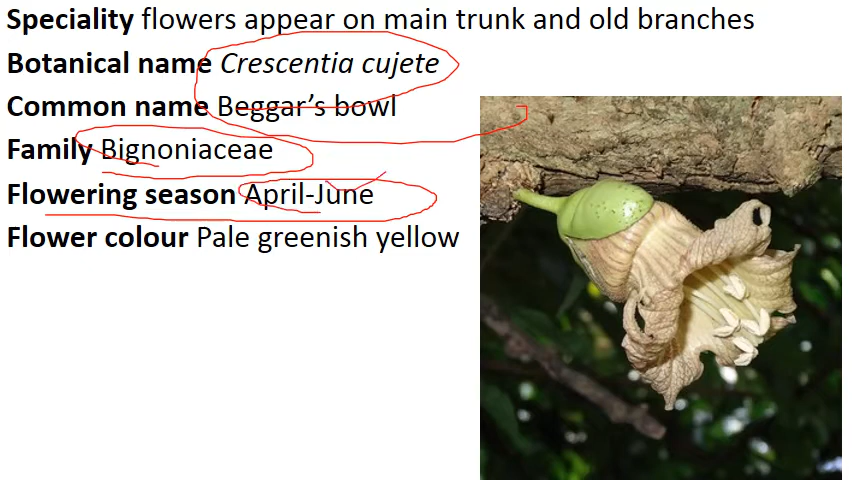 Speciality flowers appear on main trunk and old branches
Botanical name Crescentia cujete
Common name Beggar’s bowl
Family Bignoniaceae
Flowering season April-June
Flower colour Pale greenish yellow